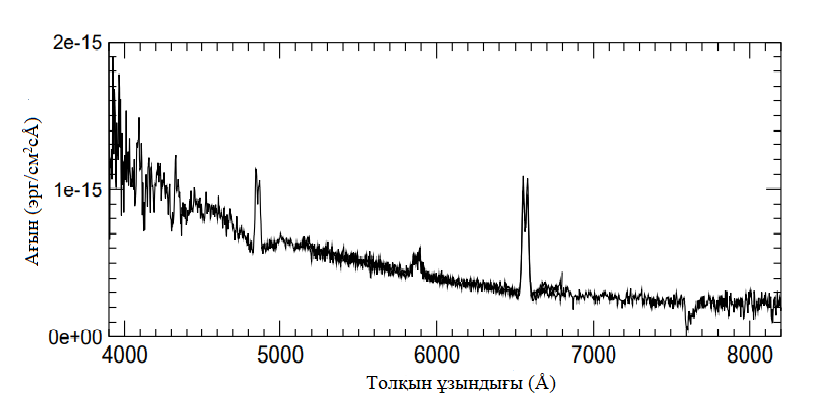 2e-15
1e-15
0e+00
Ағын (эрг/см²сÅ)
4000 5000 6000 7000 8000
Толқын ұзындығы (Å)